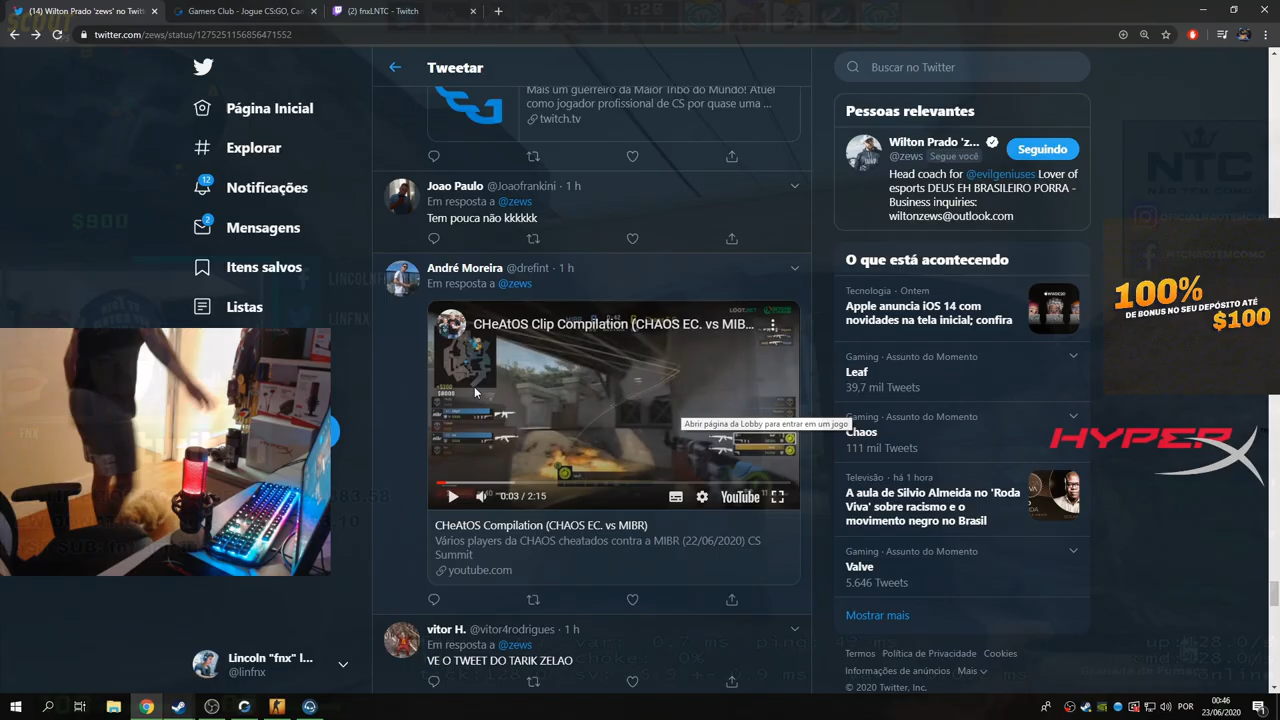 (14) Wilton Prado 'zews' no Twitt
Gamers Club - Jogue CS:GO, Ca
(2) fnxLNTC - Twitch
twitter.com/zews/status/1275251156856471552
Página Inicial
Explorar
12
Notificações
2
Mensagens
Itens salvos
Listas
Lincoln "fnx" l...
@linfnx
Tweetar
Mais um guerreiro da Maior Tribo do Mundo! Atuei
como jogador profissional de CS por quase uma ...
twitch.tv
Joao Paulo @Joaofrankini · 1 h
Em resposta a @zews
Tem pouca não kkkkkk
André Moreira @drefint · 1 h
Em resposta a @zews
CHeAtOS Clip Compilation (CHAOS EC. vs MIB...
0:03 / 2:15
YouTube
Abrir página da Lobby para entrar em um jogo
CHeAtOS Compilation (CHAOS EC. vs MIBR)
Vários players da CHAOS cheatados contra a MIBR (22/06/2020) CS
Summit
youtube.com
vitor H. @vitor4rodrigues · 1 h
Em resposta a @zews
VE O TWEET DO TARIK ZELAO
Buscar no Twitter
Pessoas relevantes
Wilton Prado 'z...
@zews Segue você
Seguindo
Head coach for @evilgeniuses Lover of
esports DEUS EH BRASILEIRO PORRA -
Business inquiries:
wiltonzews@outlook.com
O que está acontecendo
Tecnologia · Ontem
Apple anuncia iOS 14 com
novidades na tela inicial; confira
Gaming · Assunto do Momento
Leaf
39,7 mil Tweets
Gaming · Assunto do Momento
Chaos
111 mil Tweets
Televisão · há 1 hora
A aula de Silvio Almeida no 'Roda
Viva' sobre racismo e o
movimento negro no Brasil
Gaming · Assunto do Momento
Valve
5.646 Tweets
Mostrar mais
Termos Política de Privacidade Cookies
Informações de anúncios Mais
© 2020 Twitter, Inc.
NTC
100%
DE BONUS NO SEU DEPÓSITO ATÉ
$100
HYPERX
$900
1:26
POR
00:46
23/06/2020